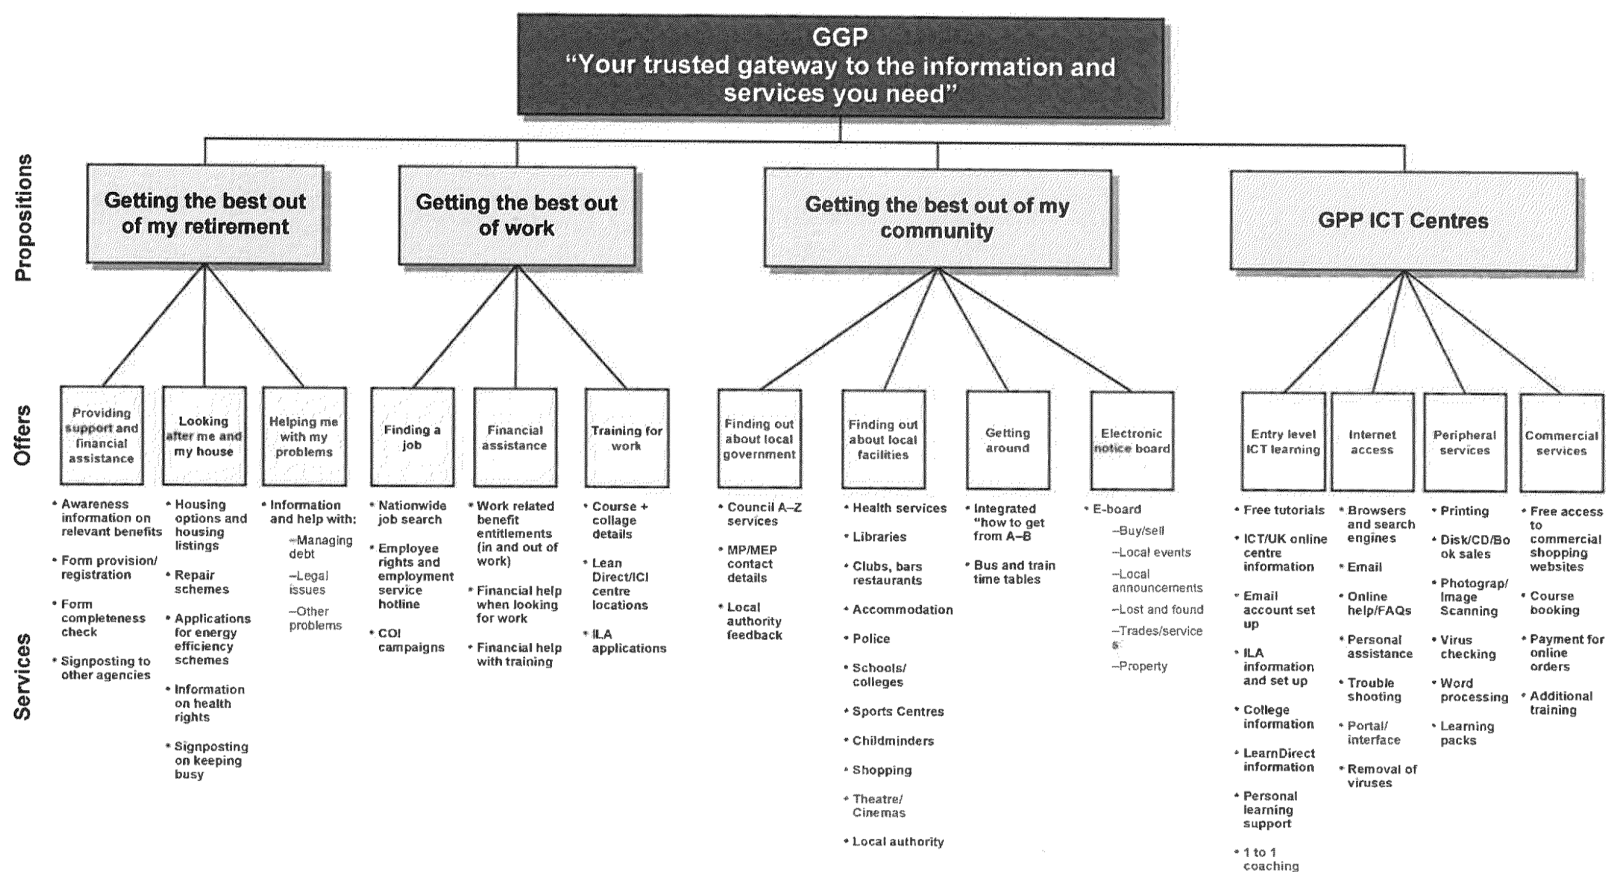 GGP
“Your trusted gateway to the information and
services you need”
Propositions
Getting the best out
of my retirement
Getting the best out
of work
Getting the best out of my
community
GPP ICT Centres
Offers
Providing
support and
financial
assistance
Looking
after me and
my house
Helping me
with my
problems
Finding a
job
Financial
assistance
Training for
work
Finding out
about local
government
Finding out
about local
facilities
Getting
around
Electronic
notice board
Entry level
ICT learning
Internet
access
Peripheral
services
Commercial
services
Services
* Awareness
information on
relevant benefits
* Form provision/
registration
* Form
completeness
check
* Signposting to
other agencies
* Housing
options and
housing
listings
* Repair
schemes
* Applications
for energy
efficiency
schemes
* Information
on health
rights
* Signposting
on keeping
busy
* Information
and help with:
–Managing
debt
–Legal
issues
–Other
problems
* Nationwide
job search
* Employee
rights and
employment
service
hotline
* COI
campaigns
* Work related
benefit
entitlements
(in and out of
work)
* Financial help
when looking
for work
* Financial help
with training
* Course +
collage
details
* Lean
Direct/ICI
centre
locations
* ILA
applications
* Council A–Z
services
* MP/MEP
contact
details
* Local
authority
feedback
* Health services
* Libraries
* Clubs, bars
restaurants
* Accommodation
* Police
* Schools/
colleges
* Sports Centres
* Childminders
* Shopping
* Theatre/
Cinemas
* Local authority
* Integrated
"how to get
from A–B
* Bus and train
time tables
* E-board
–Buy/sell
–Local events
–Local
announcements
–Lost and found
–Trades/service
s
–Property
* Free tutorials
* ICT/UK online
centre
information
* Email
account set
up
* ILA
information
and set up
* College
information
* LearnDirect
information
* Personal
learning
support
* 1 to 1
coaching
* Browsers
and search
engines
* Email
* Online
help/FAQs
* Personal
assistance
* Trouble
shooting
* Portal/
interface
* Removal of
viruses
* Printing
* Disk/CD/Bo
ok sales
* Photograp/
Image
Scanning
* Virus
checking
* Word
processing
* Learning
packs
* Free access
to
commercial
shopping
websites
* Course
booking
* Payment for
online
orders
* Additional
training